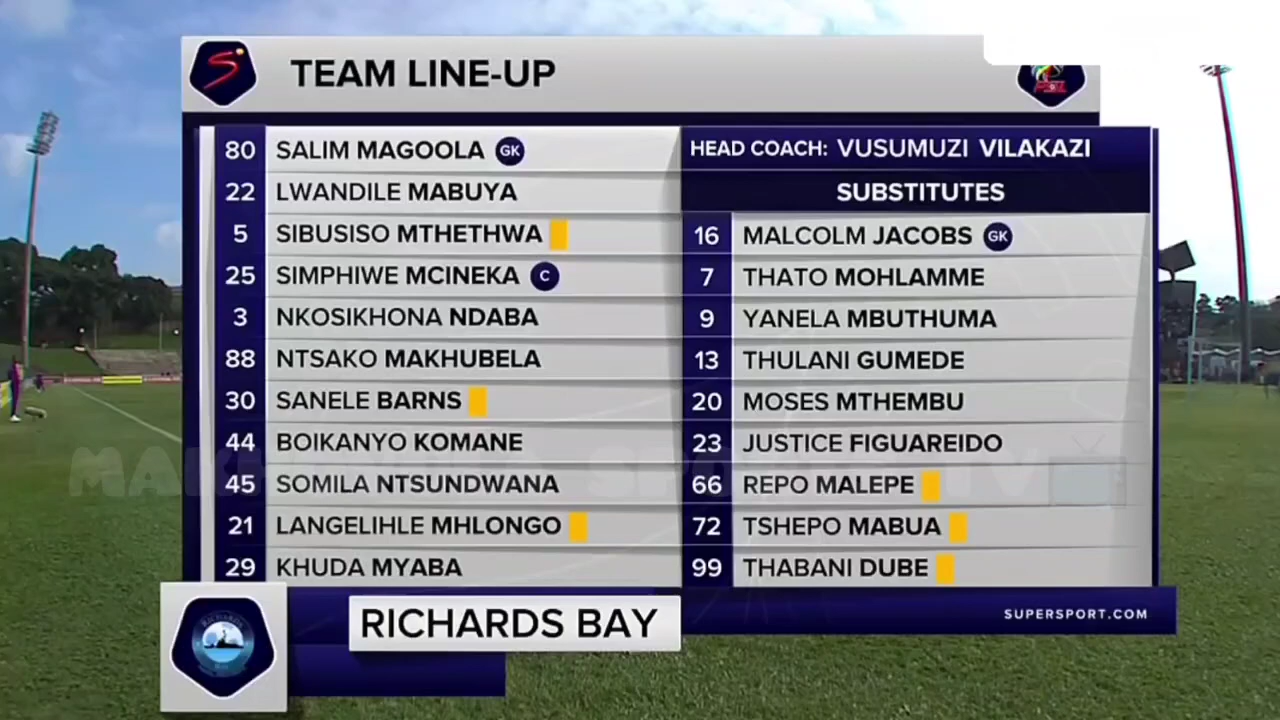 TEAM LINE-UP
80 SALIM MAGOOLA GK
22 LWANDILE MABUYA
5 SIBUSISO MTHETHWA
25 SIMPHIWE MCINEKA C
3 NKOSIKHONA NDABA
88 NTSAKO MAKHUBELA
30 SANELE BARNS
44 BOIKANYO KOMANE
45 SOMILA NTSUNDWANA
21 LANGELIHLE MHLONGO
29 KHUDA MYABA
HEAD COACH: VUSUMUZI VILAKAZI
SUBSTITUTES
16 MALCOLM JACOBS GK
7 THATO MOHLAMME
9 YANELA MBUTHUMA
13 THULANI GUMEDE
20 MOSES MTHEMBU
23 JUSTICE FIGUAREIDO
66 REPO MALEPE
72 TSHEPO MABUA
99 THABANI DUBE
RICHARDS BAY
SUPERSPORT.COM
RICHARDS
BAY